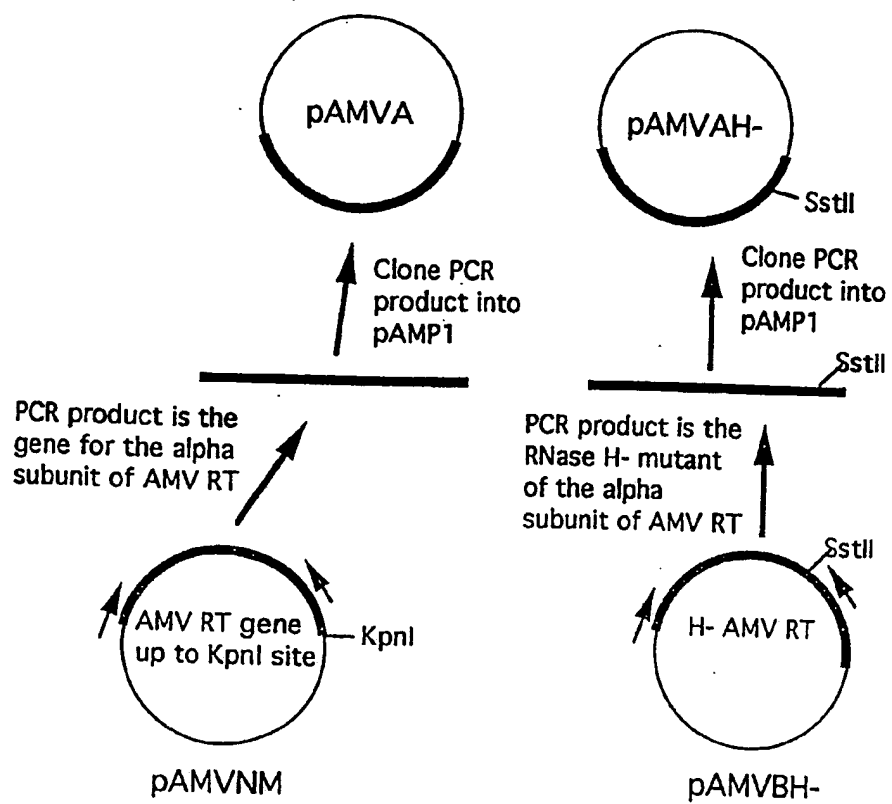 pAMVA
pAMVAH-
SstII
Clone PCR
product into
pAMP1
Clone PCR
product into
pAMP1
SstII
PCR product is the
gene for the alpha
subunit of AMV RT
PCR product is the
RNase H- mutant
of the alpha
subunit of AMV RT
SstII
AMV RT gene
up to KpnI site
KpnI
H- AMV RT
pAMVNM
pAMVBH-